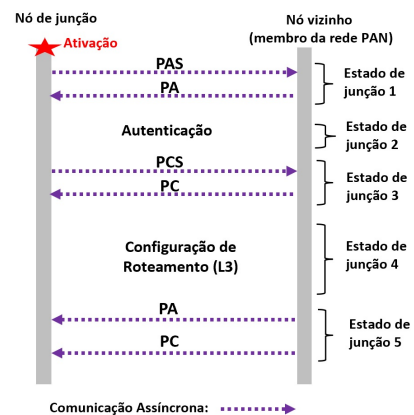 Nó de junção
Nó vizinho
(membro da rede PAN)
Ativação
PAS
PA
Estado de
junção 1
Autenticação
Estado de
junção 2
PCS
PC
Estado de
junção 3
Configuração de
Roteamento (L3)
Estado de
junção 4
PA
PC
Estado de
junção 5
Comunicação Assíncrona: